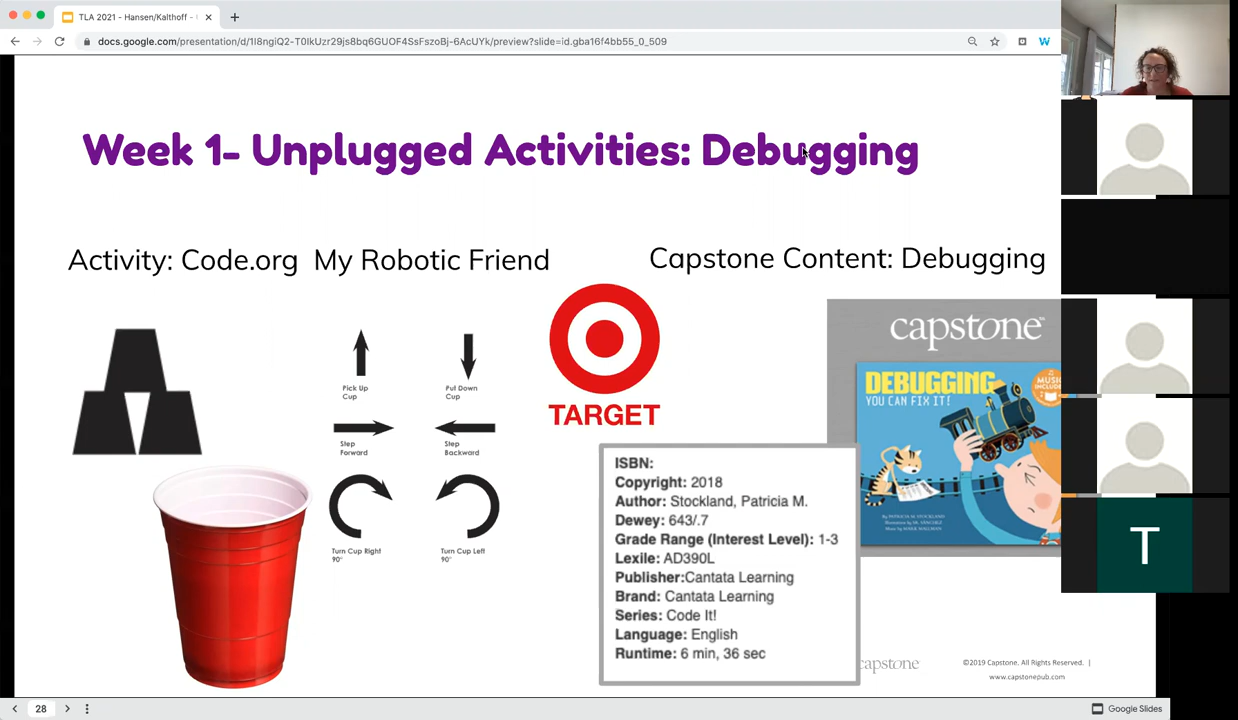 TLA 2021 - Hansen/Kalthoff -
docs.google.com/presentation/d/1I8ngiQ2-T0IkUzr29js8bq6GUOF4SsFszoBj-6AcUYk/preview?slide=id.gba16f4bb55_0_509
W
Week 1- Unplugged Activities: Debugging
Activity: Code.org My Robotic Friend
Capstone Content: Debugging
Pick Up
Cup
Put Down
Cup
Step
Forward
Step
Backward
Turn Cup Right
90°
Turn Cup Left
90°
TARGET
capstone
DEBUGGING
YOU CAN FIX IT!
MUSIC
INCLUDED
ISBN:
Copyright: 2018
Author: Stockland, Patricia M.
Dewey: 643/.7
Grade Range (Interest Level): 1-3
Lexile: AD390L
Publisher:Cantata Learning
Brand: Cantata Learning
Series: Code It!
Language: English
Runtime: 6 min, 36 sec
capstone
©2019 Capstone. All Rights Reserved. |
www.capstonepub.com
T
28
Google Slides